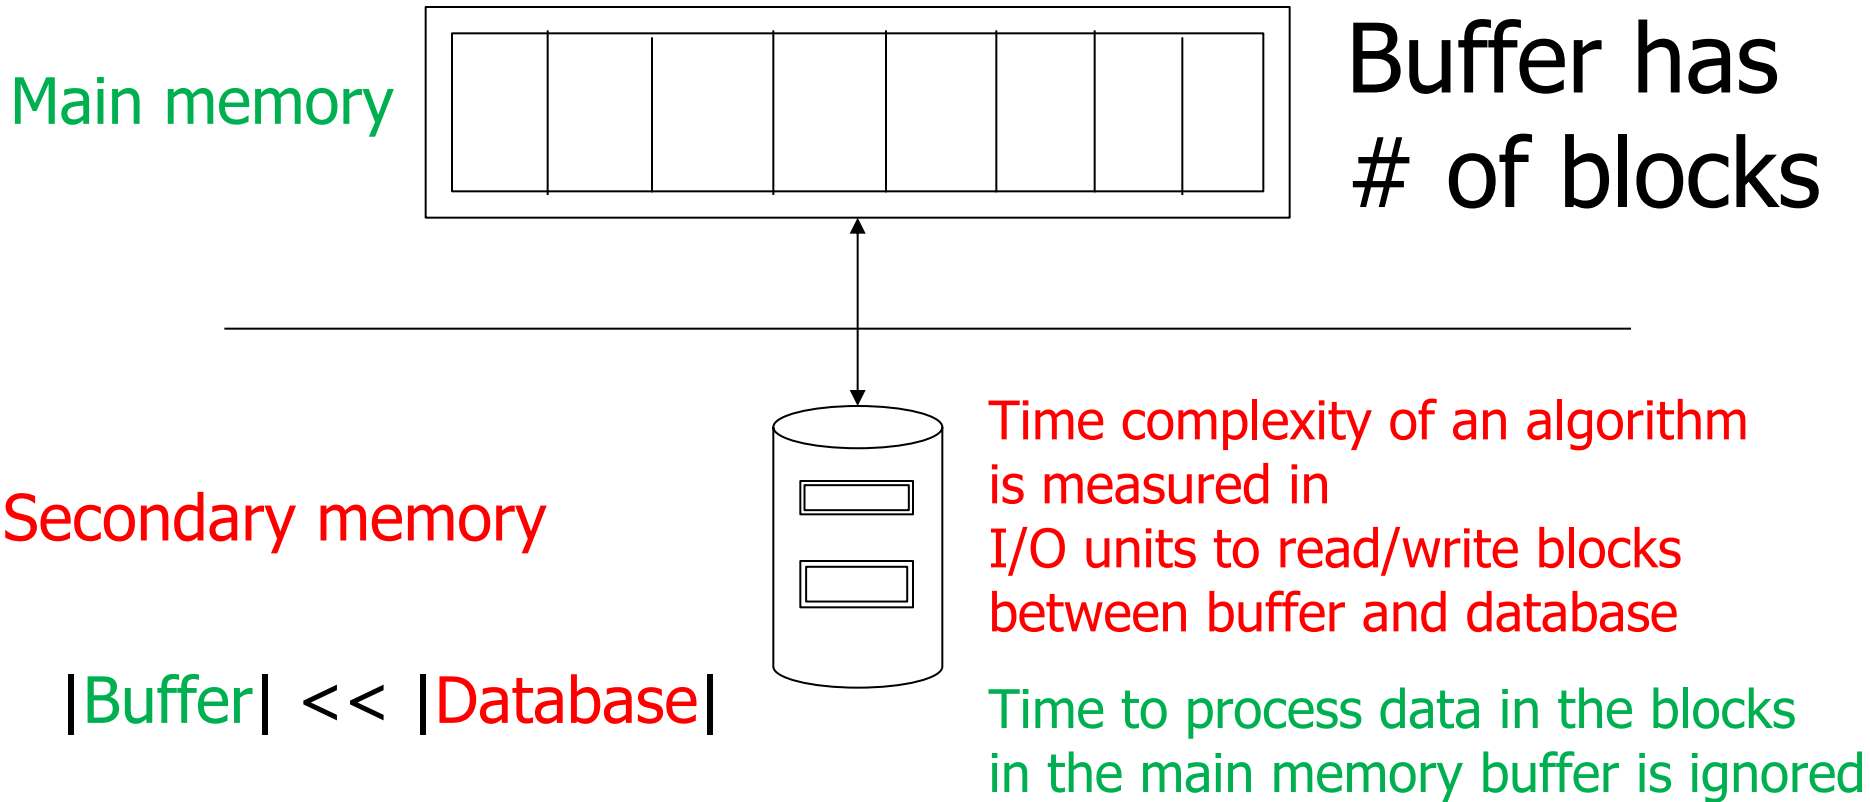 Main memory
Buffer has
# of blocks
Secondary memory
Time complexity of an algorithm
is measured in
I/O units to read/write blocks
between buffer and database
|Buffer| << |Database|
Time to process data in the blocks
in the main memory buffer is ignored